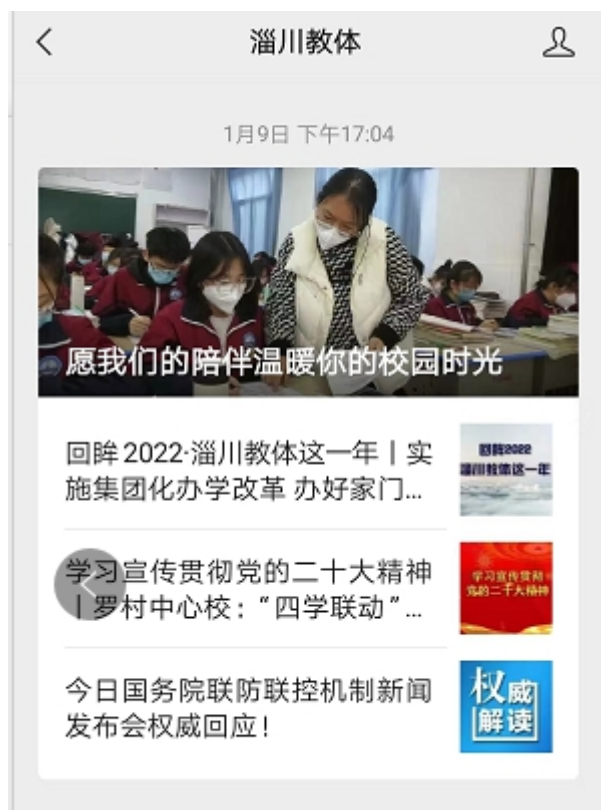 淄川教体
1月9日 下午17:04
愿我们的陪伴温暖你的校园时光
回眸2022·淄川教体这一年丨实
施集团化办学改革 办好家门...
回眸2022
淄川教体这一年
学习宣传贯彻党的二十大精神
丨罗村中心校：“四学联动”...
学习宣传贯彻
党的二十大精神
今日国务院联防联控机制新闻
发布会权威回应！
权威
解读